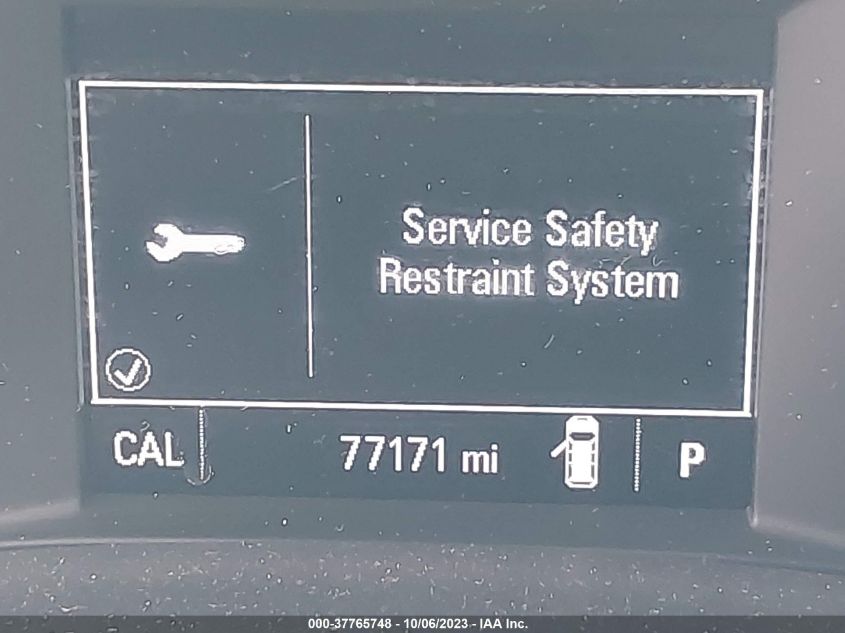 Service Safety
Restraint System
CAL 77171 mi P
000-37765748 - 10/06/2023 - IAA Inc.